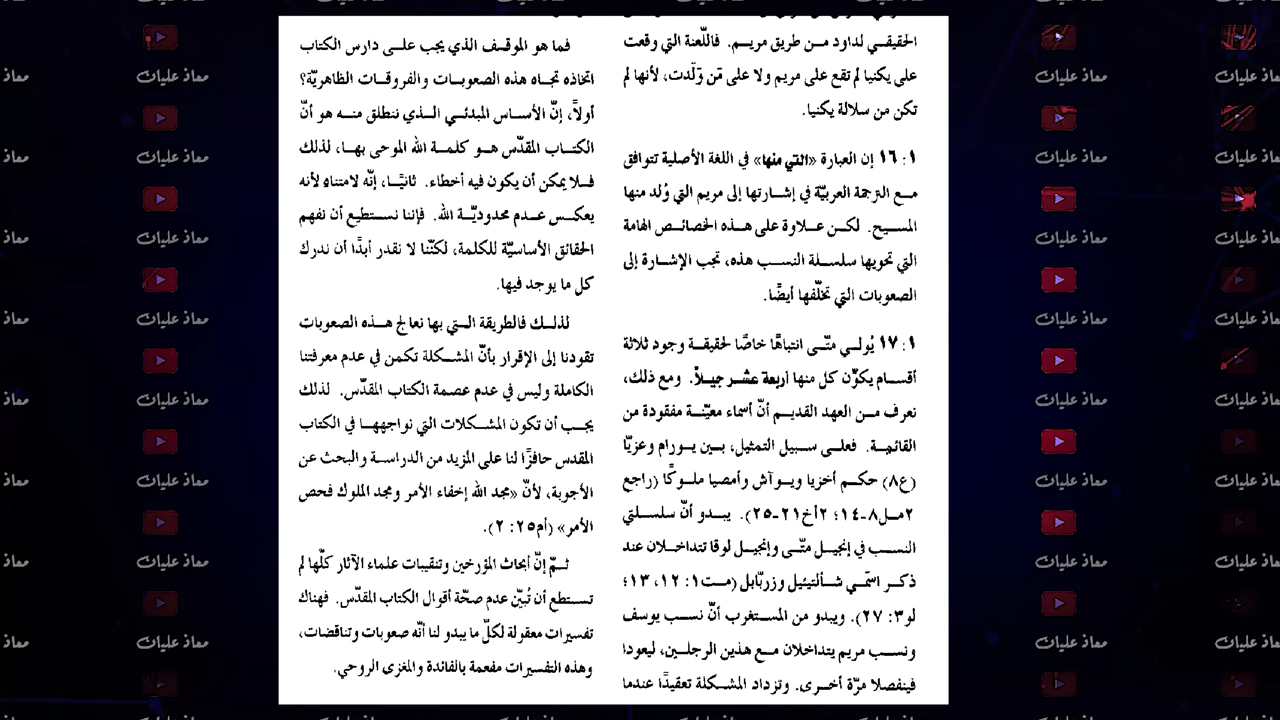 الحقيقي لداود من طريق مريم. فاللّعنة التي وقعت
على يكنيا لم تقع على مريم ولا على مَن وَلَدت، لأنها لم
تكن من سلالة يكنيا.
١: ١٦ إن العبارة «التي منها» في اللغة الأصلية تتوافق
مع الترجمة العربيّة في إشارتها إلى مريم التي وُلد منها
المسيح. لكن علاوة على هذه الخصائص الهامة
التي تحويها سلسلة النسب هذه، تجب الإشارة إلى
الصعوبات التي تخلّفها أيضًا.
١: ١٧ يُولي متّى انتباهًا خاصًّا لحقيقة وجود ثلاثة
أقسام يكوّن كل منها أربعة عشر جيلاً. ومع ذلك،
نعرف من العهد القديم أنّ أسماء معيّنة مفقودة من
القائمة. فعلى سبيل التمثيل، بين يورام وعزيّا
(ع٨) حكم أخزيا ويوآش وأمصيا ملوكًا (راجع
٢مل٨-١٤؛ ٢أخ٢١-٢٥). يبدو أنّ سلسلتي
النسب في إنجيل متّى وإنجيل لوقا تتداخلان عند
ذكر اسمَي شألتيئيل وزربّابل (مت١: ١٢، ١٣؛
لو٣: ٢٧). ويبدو من المستغرب أنّ نسب يوسف
ونسب مريم يتداخلان مع هذين الرجلين، ليعودا
فينفصلا مرّة أخرى. وتزداد المشكلة تعقيدًا عندما
فما هو الموقف الذي يجب على دارس الكتاب
اتخاذه تجاه هذه الصعوبات والفروقات الظاهريّة؟
أولاً، إنّ الأساس المبدئي الذي ننطلق منه هو أنّ
الكتاب المقدّس هو كلمة الله الموحى بها، لذلك
فلا يمكن أن يكون فيه أخطاء. ثانيًا، إنّه لامتناهٍ لأنه
يعكس عدم محدوديّة الله. فإننا نستطيع أن نفهم
الحقائق الأساسيّة للكلمة، لكنّنا لا نقدر أبدًا أن ندرك
كل ما يوجد فيها.
لذلك فالطريقة التي بها نعالج هذه الصعوبات
تقودنا إلى الإقرار بأنّ المشكلة تكمن في عدم معرفتنا
الكاملة وليس في عدم عصمة الكتاب المقدّس. لذلك
يجب أن تكون المشكلات التي نواجهها في الكتاب
المقدس حافزًا لنا على المزيد من الدراسة والبحث عن
الأجوبة، لأنّ «مجد الله إخفاء الأمر ومجد الملوك فحص
الأمر» (أم٢٥: ٢).
ثمّ إنّ أبحاث المؤرخين وتنقيبات علماء الآثار كلّها لم
تستطع أن تُبيّن عدم صحّة أقوال الكتاب المقدّس. فهناك
تفسيرات معقولة لكلّ ما يبدو لنا أنّه صعوبات وتناقضات،
وهذه التفسيرات مفعمة بالفائدة والمغزى الروحي.
معاذ عليان